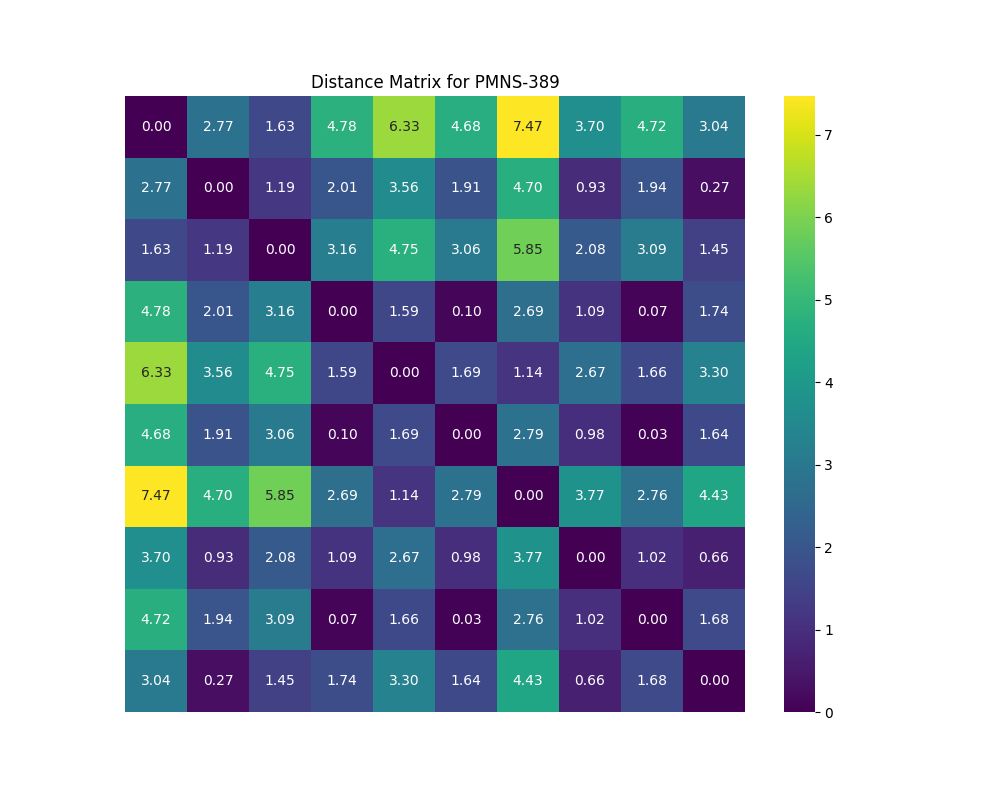 Distance Matrix for PMNS-389
0.00 2.77 1.63 4.78 6.33 4.68 7.47 3.70 4.72 3.04
2.77 0.00 1.19 2.01 3.56 1.91 4.70 0.93 1.94 0.27
1.63 1.19 0.00 3.16 4.75 3.06 5.85 2.08 3.09 1.45
4.78 2.01 3.16 0.00 1.59 0.10 2.69 1.09 0.07 1.74
6.33 3.56 4.75 1.59 0.00 1.69 1.14 2.67 1.66 3.30
4.68 1.91 3.06 0.10 1.69 0.00 2.79 0.98 0.03 1.64
7.47 4.70 5.85 2.69 1.14 2.79 0.00 3.77 2.76 4.43
3.70 0.93 2.08 1.09 2.67 0.98 3.77 0.00 1.02 0.66
4.72 1.94 3.09 0.07 1.66 0.03 2.76 1.02 0.00 1.68
3.04 0.27 1.45 1.74 3.30 1.64 4.43 0.66 1.68 0.00
7
6
5
4
3
2
1
0